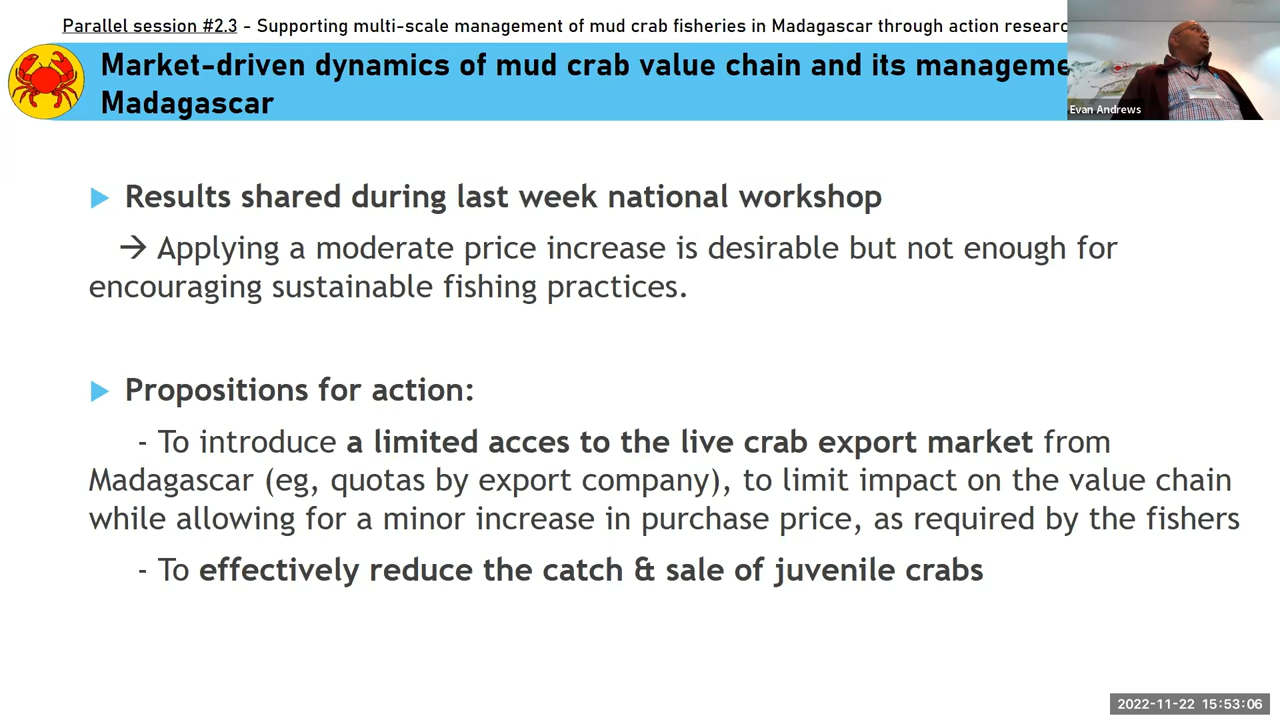 Parallel session #2.3 - Supporting multi-scale management of mud crab fisheries in Madagascar through action
Market-driven dynamics of mud crab value chain and its
Madagascar
Evan Andrews
Results shared during last week national workshop
→ Applying a moderate price increase is desirable but not enough for
encouraging sustainable fishing practices.
Propositions for action:
- To introduce a limited acces to the live crab export market from
Madagascar (eg, quotas by export company), to limit impact on the value chain
while allowing for a minor increase in purchase price, as required by the fishers
- To effectively reduce the catch & sale of juvenile crabs
2022-11-22 15:53:06